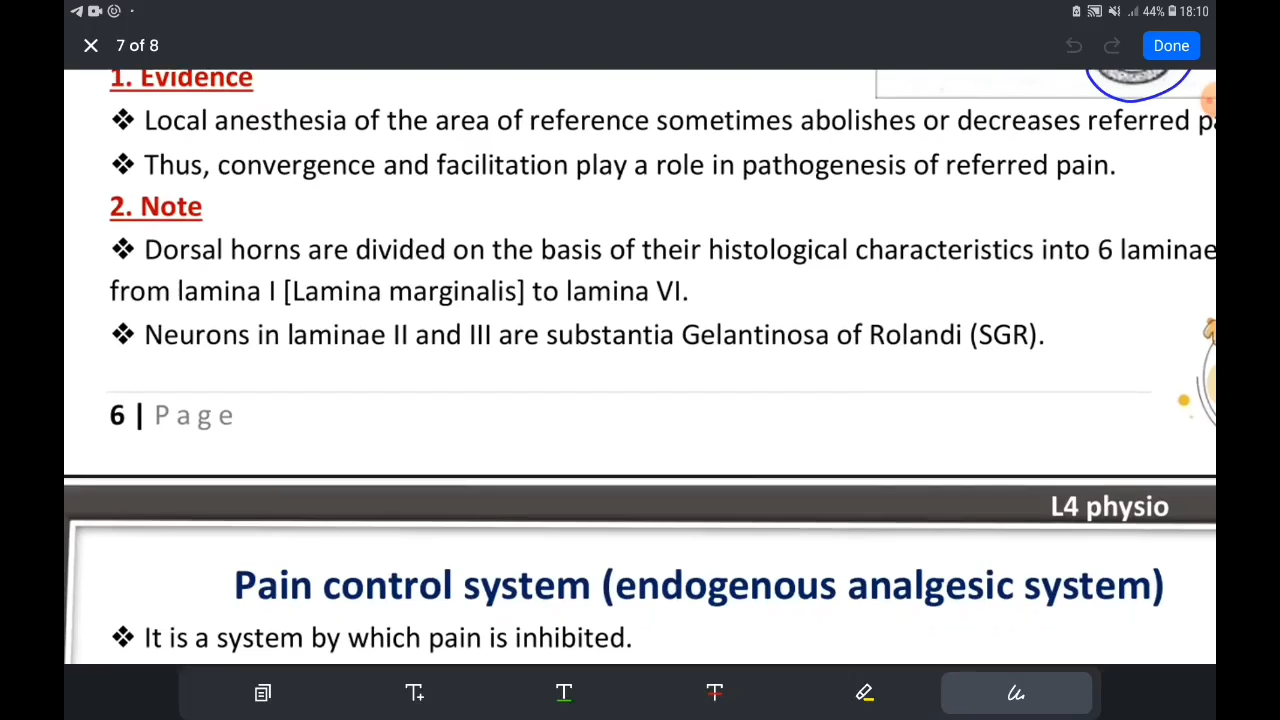 44% 18:10
7 of 8
Done
1. Evidence
❖ Local anesthesia of the area of reference sometimes abolishes or decreases referred
❖ Thus, convergence and facilitation play a role in pathogenesis of referred pain.
2. Note
❖ Dorsal horns are divided on the basis of their histological characteristics into 6 laminae
from lamina I [Lamina marginalis] to lamina VI.
❖ Neurons in laminae II and III are substantia Gelantinosa of Rolandi (SGR).
6 | Page
L4 physio
Pain control system (endogenous analgesic system)
❖ It is a system by which pain is inhibited.